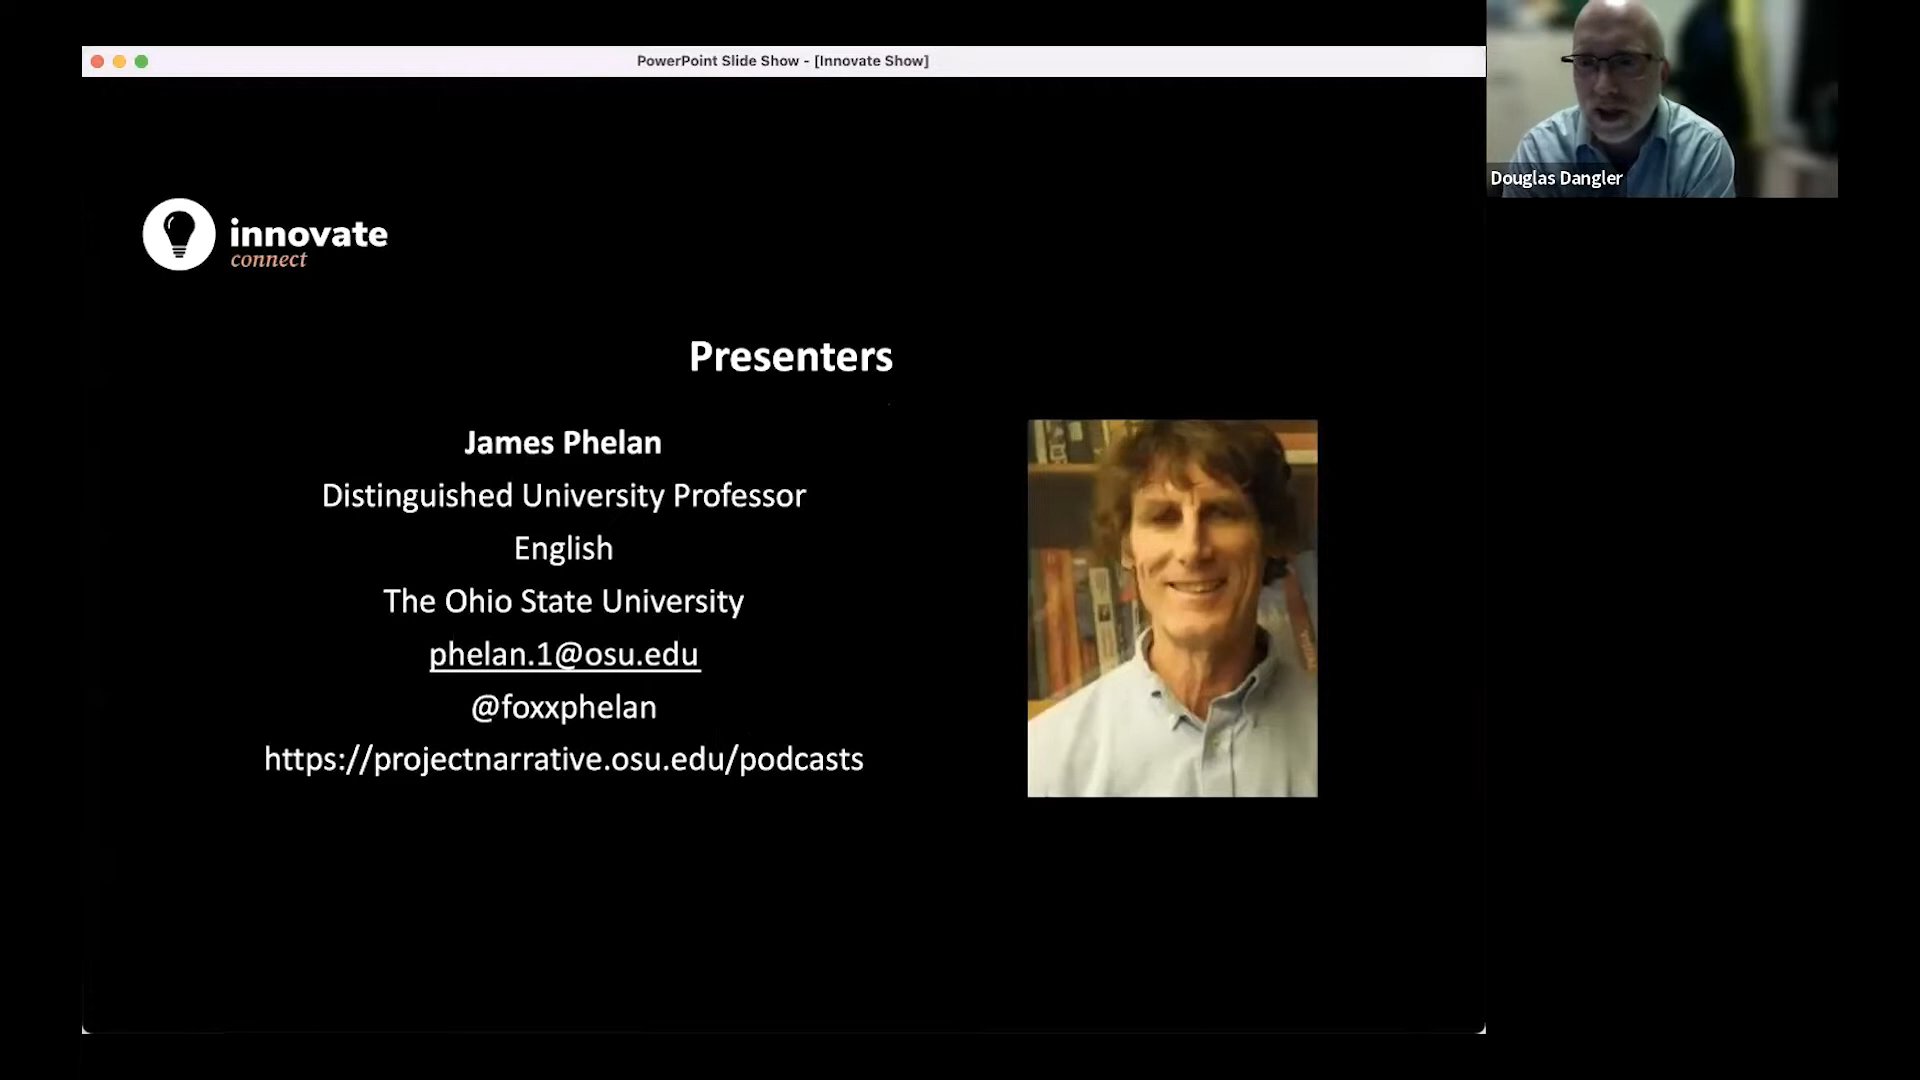 PowerPoint Slide Show - [Innovate Show]
Douglas Dangler
innovate
connect
Presenters
James Phelan
Distinguished University Professor
English
The Ohio State University
phelan.1@osu.edu
@foxxphelan
https://projectnarrative.osu.edu/podcasts